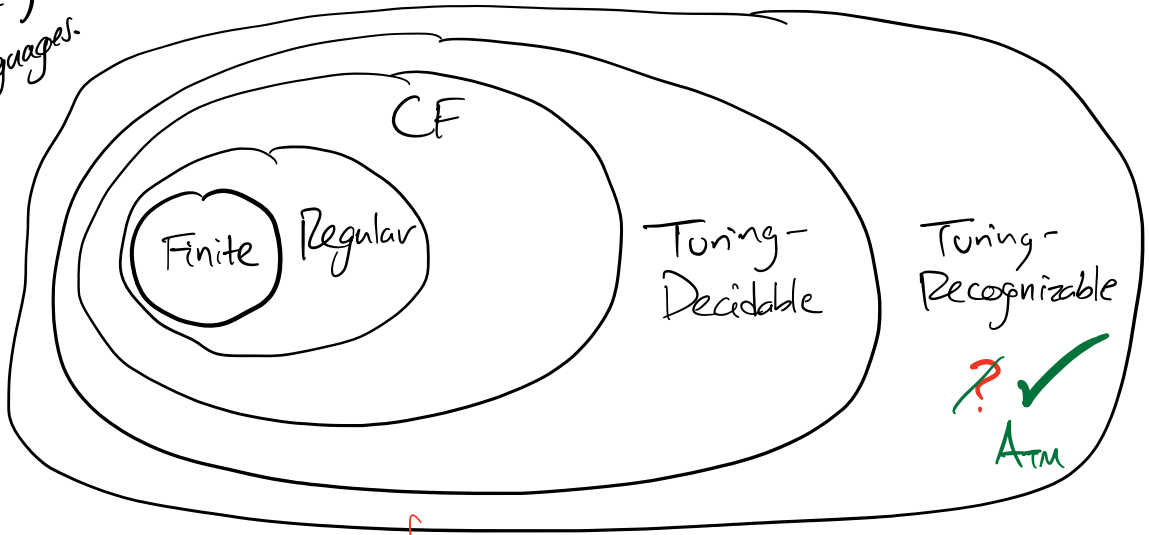 guages.
CF
Finite
Regular
Turing-
Decidable
Turing-
Recognizable
? ✓
ATM